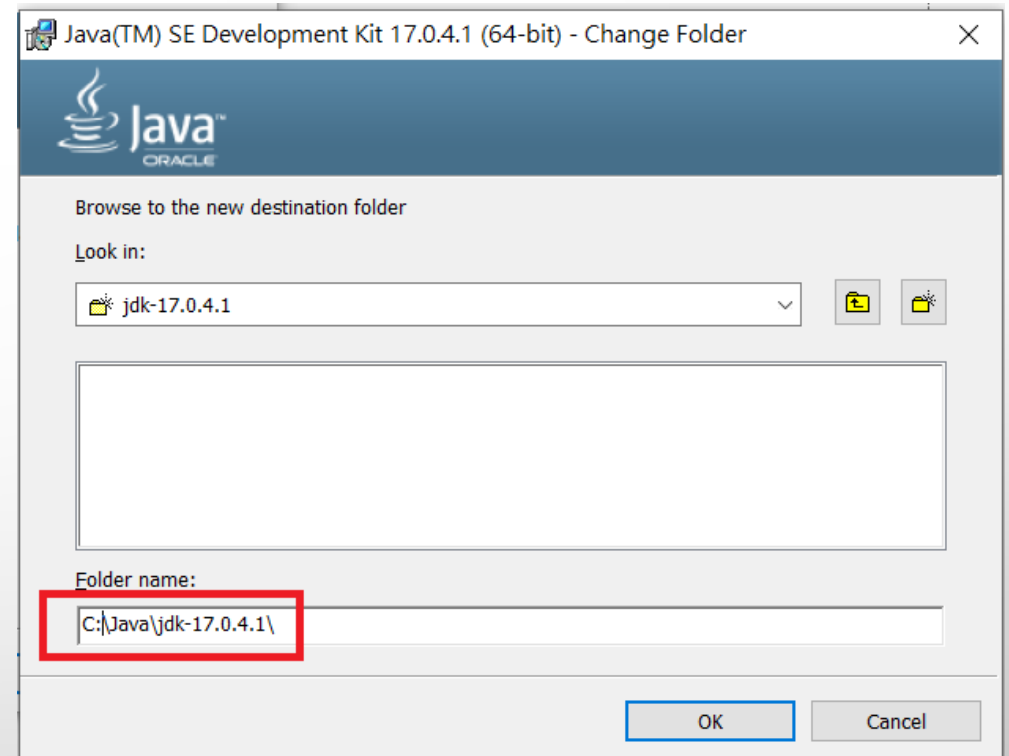 Java(TM) SE Development Kit 17.0.4.1 (64-bit) - Change Folder
Java™
ORACLE
Browse to the new destination folder
Look in:
jdk-17.0.4.1
Folder name:
C:\Java\jdk-17.0.4.1\
OK Cancel